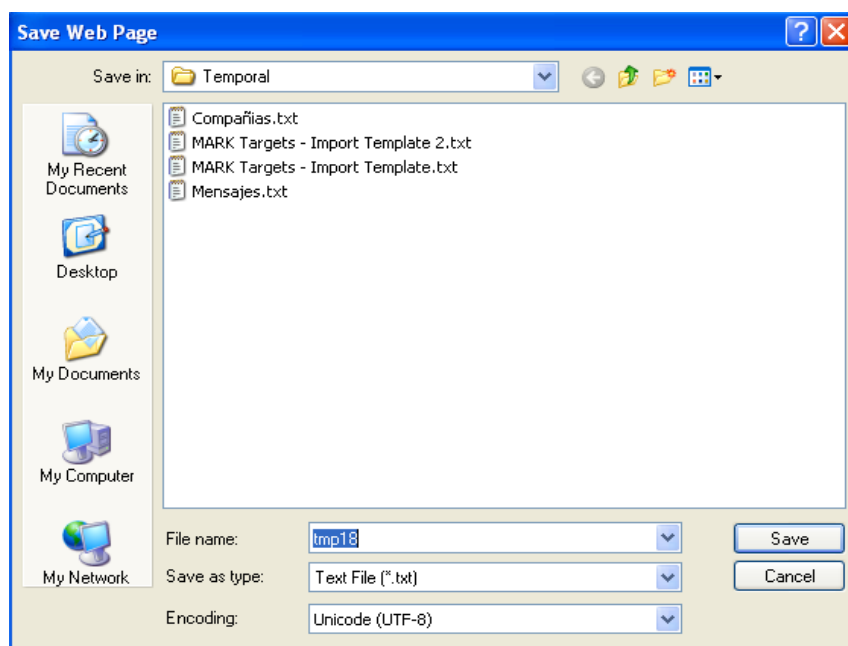 Save Web Page
Save in:
Temporal
My Recent
Documents
Desktop
My Documents
My Computer
My Network
Compañias.txt
MARK Targets - Import Template 2.txt
MARK Targets - Import Template.txt
Mensajes.txt
File name:
tmp18
Save
Save as type:
Text File (*.txt)
Cancel
Encoding:
Unicode (UTF-8)